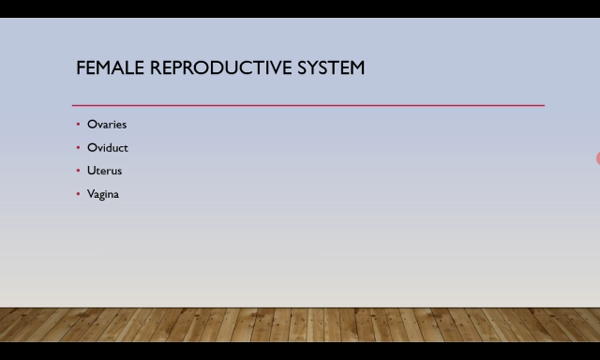 FEMALE REPRODUCTIVE SYSTEM
• Ovaries
• Oviduct
• Uterus
• Vagina